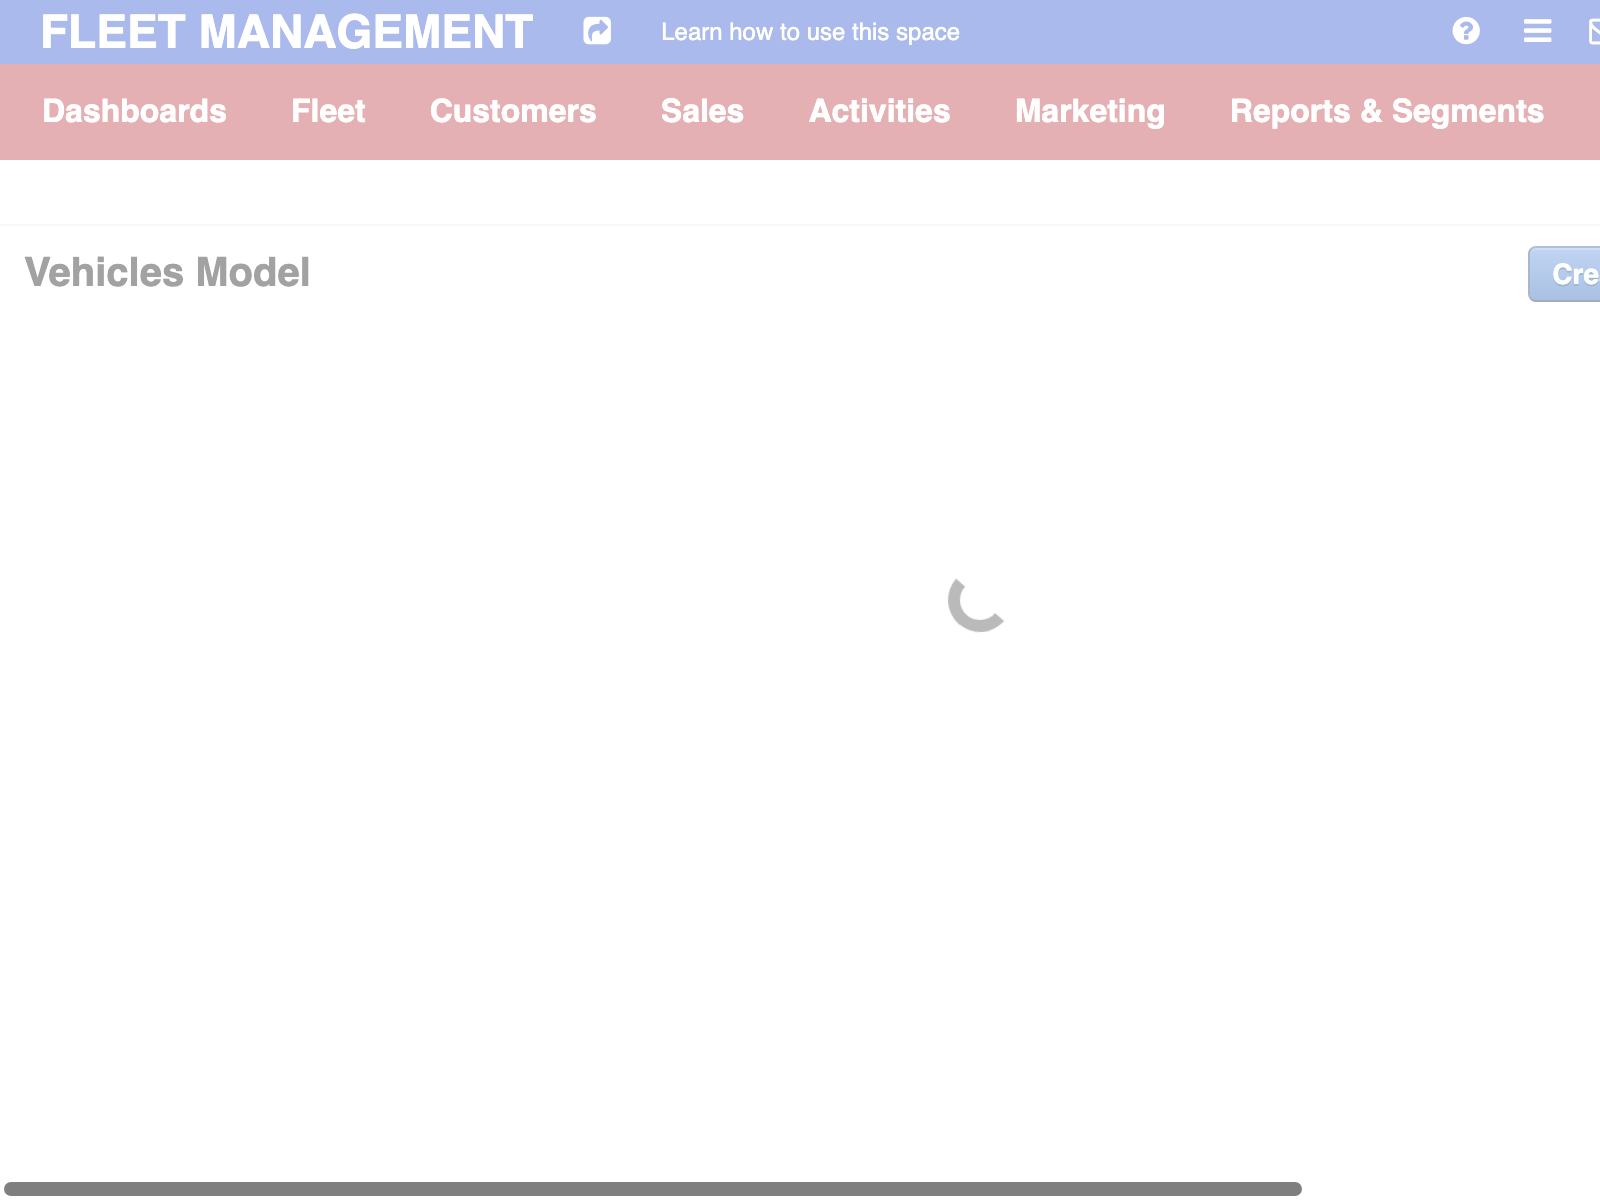 FLEET MANAGEMENT Learn how to use this space
Dashboards Fleet Customers Sales Activities Marketing Reports & Segments
Vehicles Model
Cre